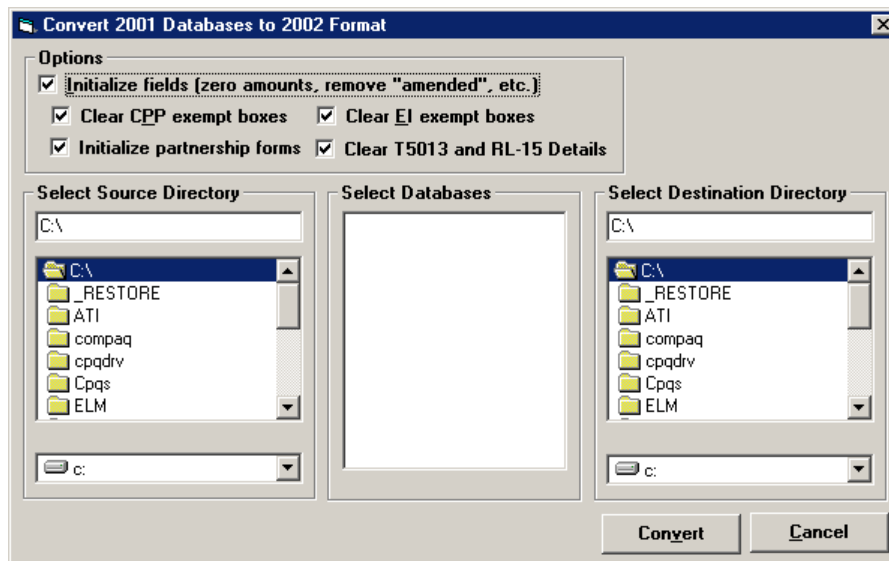 Convert 2001 Databases to 2002 Format
Options
Initialize fields (zero amounts, remove "amended", etc.)
Clear CPP exempt boxes Clear EI exempt boxes
Initialize partnership forms Clear T5013 and RL-15 Details
Select Source Directory Select Databases Select Destination Directory
C:\ C:\
C:\ C:\
_RESTORE _RESTORE
ATI ATI
compaq compaq
cpqdrv cpqdrv
Cpqs Cpqs
ELM ELM
c: c:
Convert Cancel